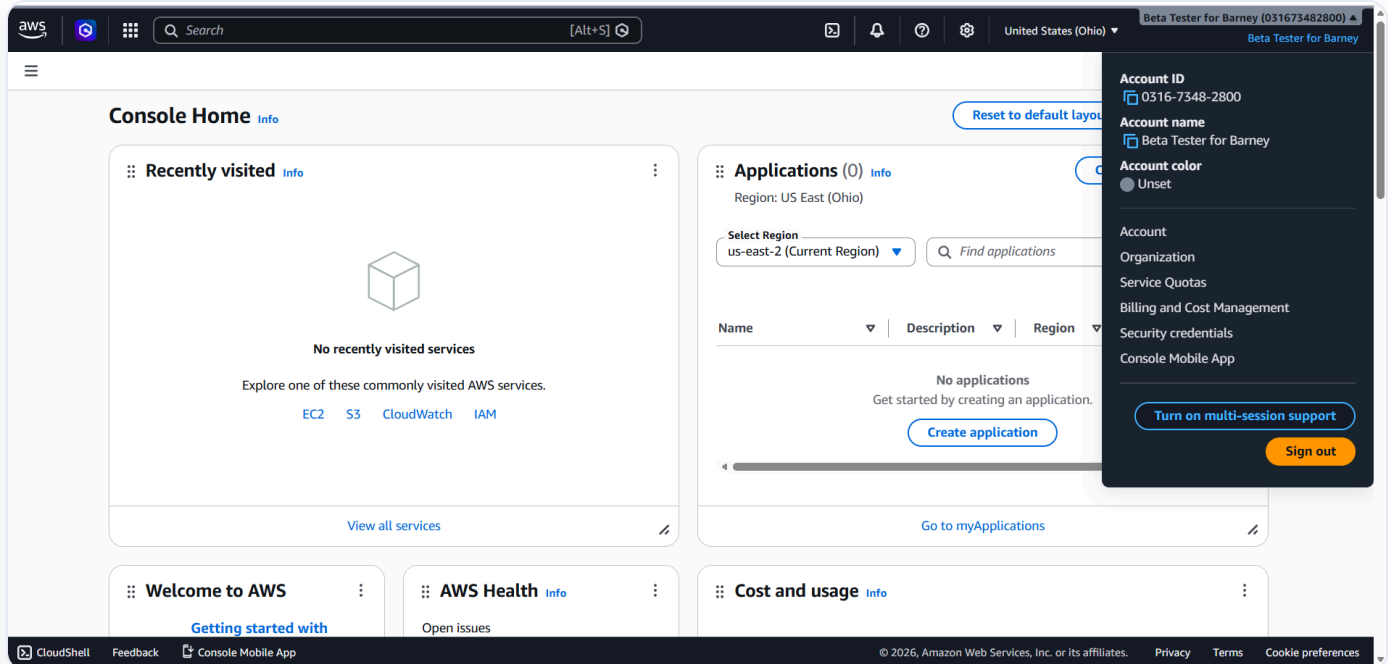 aws
Search
[Alt+S]
United States (Ohio)
Beta Tester for Barney (031673482800)
Beta Tester for Barney
Console Home Info
Reset to default layou
Recently visited Info
No recently visited services
Explore one of these commonly visited AWS services.
EC2 S3 CloudWatch IAM
View all services
Applications (0) Info
C
Region: US East (Ohio)
Select Region
us-east-2 (Current Region)
Find applications
Name Description Region
No applications
Get started by creating an application.
Create application
Go to myApplications
Account ID
0316-7348-2800
Account name
Beta Tester for Barney
Account color
Unset
Account
Organization
Service Quotas
Billing and Cost Management
Security credentials
Console Mobile App
Turn on multi-session support
Sign out
Welcome to AWS
Getting started with
AWS Health Info
Open issues
Cost and usage Info
CloudShell Feedback Console Mobile App
© 2026, Amazon Web Services, Inc. or its affiliates. Privacy Terms Cookie preferences